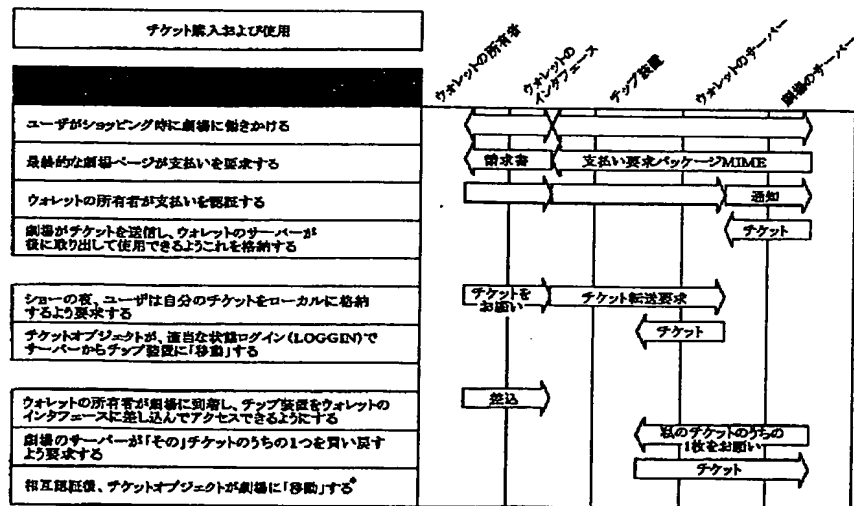 チケット購入および使用
ウォレットの所有者
ウォレットの
インタフェース
チップ装置
ウォレットのサーバー
劇場のサーバー
ユーザがショッピング時に劇場に働きかける
最終的な劇場ページが支払いを要求する
請求書
支払い要求パッケージMIME
ウォレットの所有者が支払いを認証する
通知
劇場がチケットを送信し、ウォレットのサーバーが
後に取り出して使用できるようこれを格納する
チケット
ショーの夜、ユーザは自分のチケットをローカルに格納
するよう要求する
チケットを
お願い
チケット転送要求
チケットオブジェクトが、適当な状態ログイン(LOGGIN)で
サーバーからチップ装置に「移動」する
チケット
ウォレットの所有者が劇場に到着し、チップ装置をウォレットの
インタフェースに差し込んでアクセスできるようにする
差込
劇場のサーバーが「その」チケットのうちの1つを買い戻す
よう要求する
私のチケットのうちの
1枚をお願い
相互認証後、チケットオブジェクトが劇場に「移動」する*
チケット